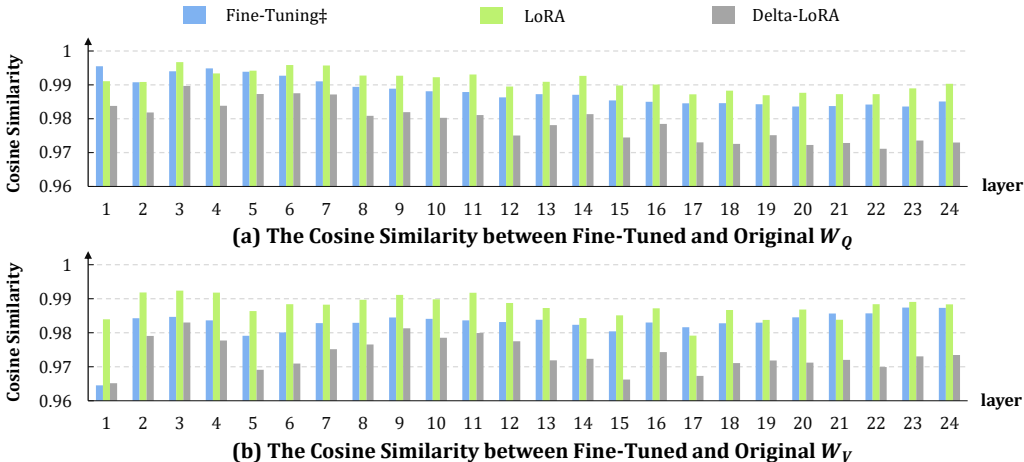 Fine-Tuning‡ LoRA Delta-LoRA
Cosine Similarity
1
0.99
0.98
0.97
0.96
layer
1 2 3 4 5 6 7 8 9 10 11 12 13 14 15 16 17 18 19 20 21 22 23 24
(a) The Cosine Similarity between Fine-Tuned and Original W_Q
Cosine Similarity
1
0.99
0.98
0.97
0.96
layer
1 2 3 4 5 6 7 8 9 10 11 12 13 14 15 16 17 18 19 20 21 22 23 24
(b) The Cosine Similarity between Fine-Tuned and Original W_V